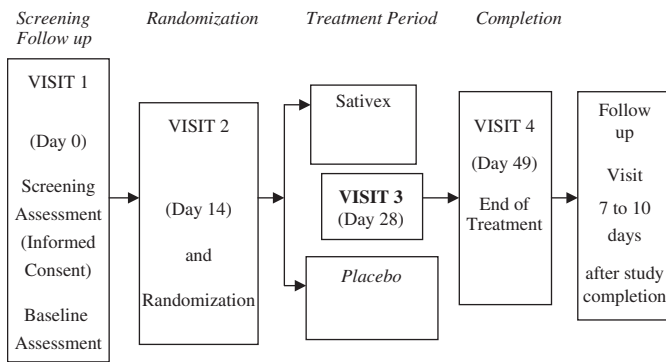 Screening
Follow up
Randomization
Treatment Period
Completion
VISIT 1
(Day 0)
Screening
Assessment
(Informed
Consent)
Baseline
Assessment
VISIT 2
(Day 14)
and
Randomization
Sativex
VISIT 3
(Day 28)
Placebo
VISIT 4
(Day 49)
End of
Treatment
Follow
up
Visit
7 to 10
days
after study
completion